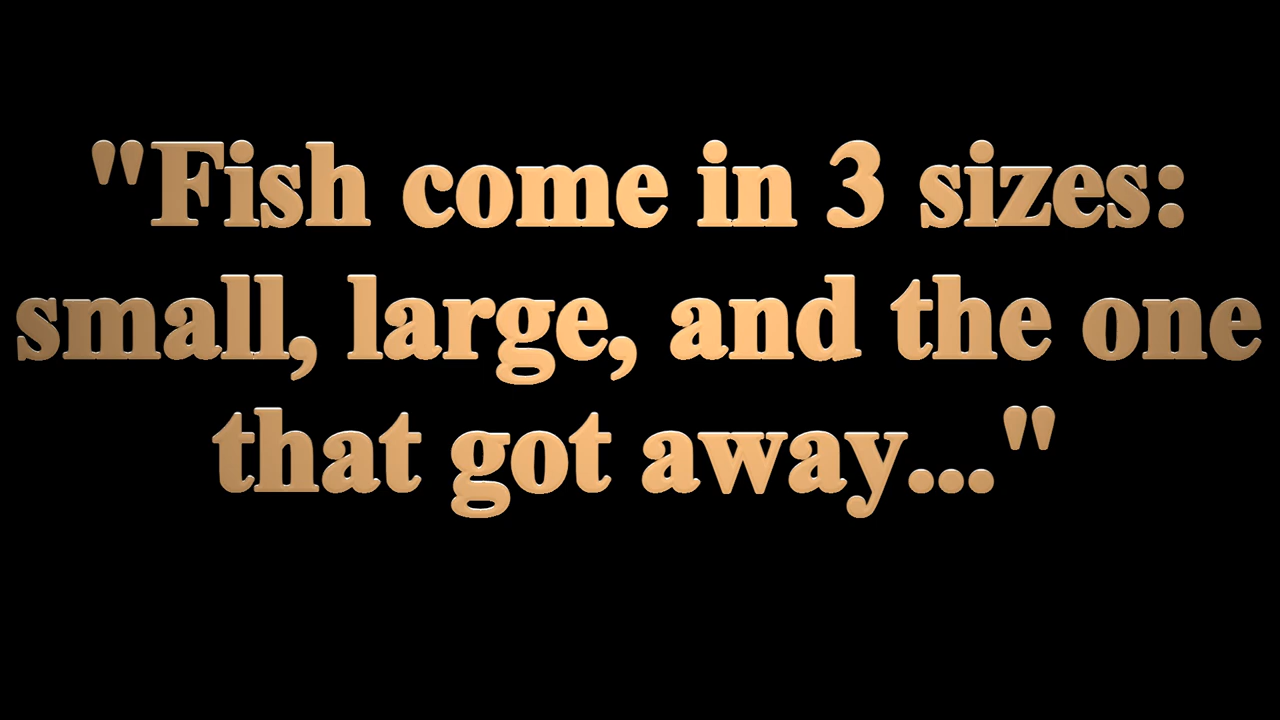 "Fish come in 3 sizes:
small, large, and the one
that got away..."